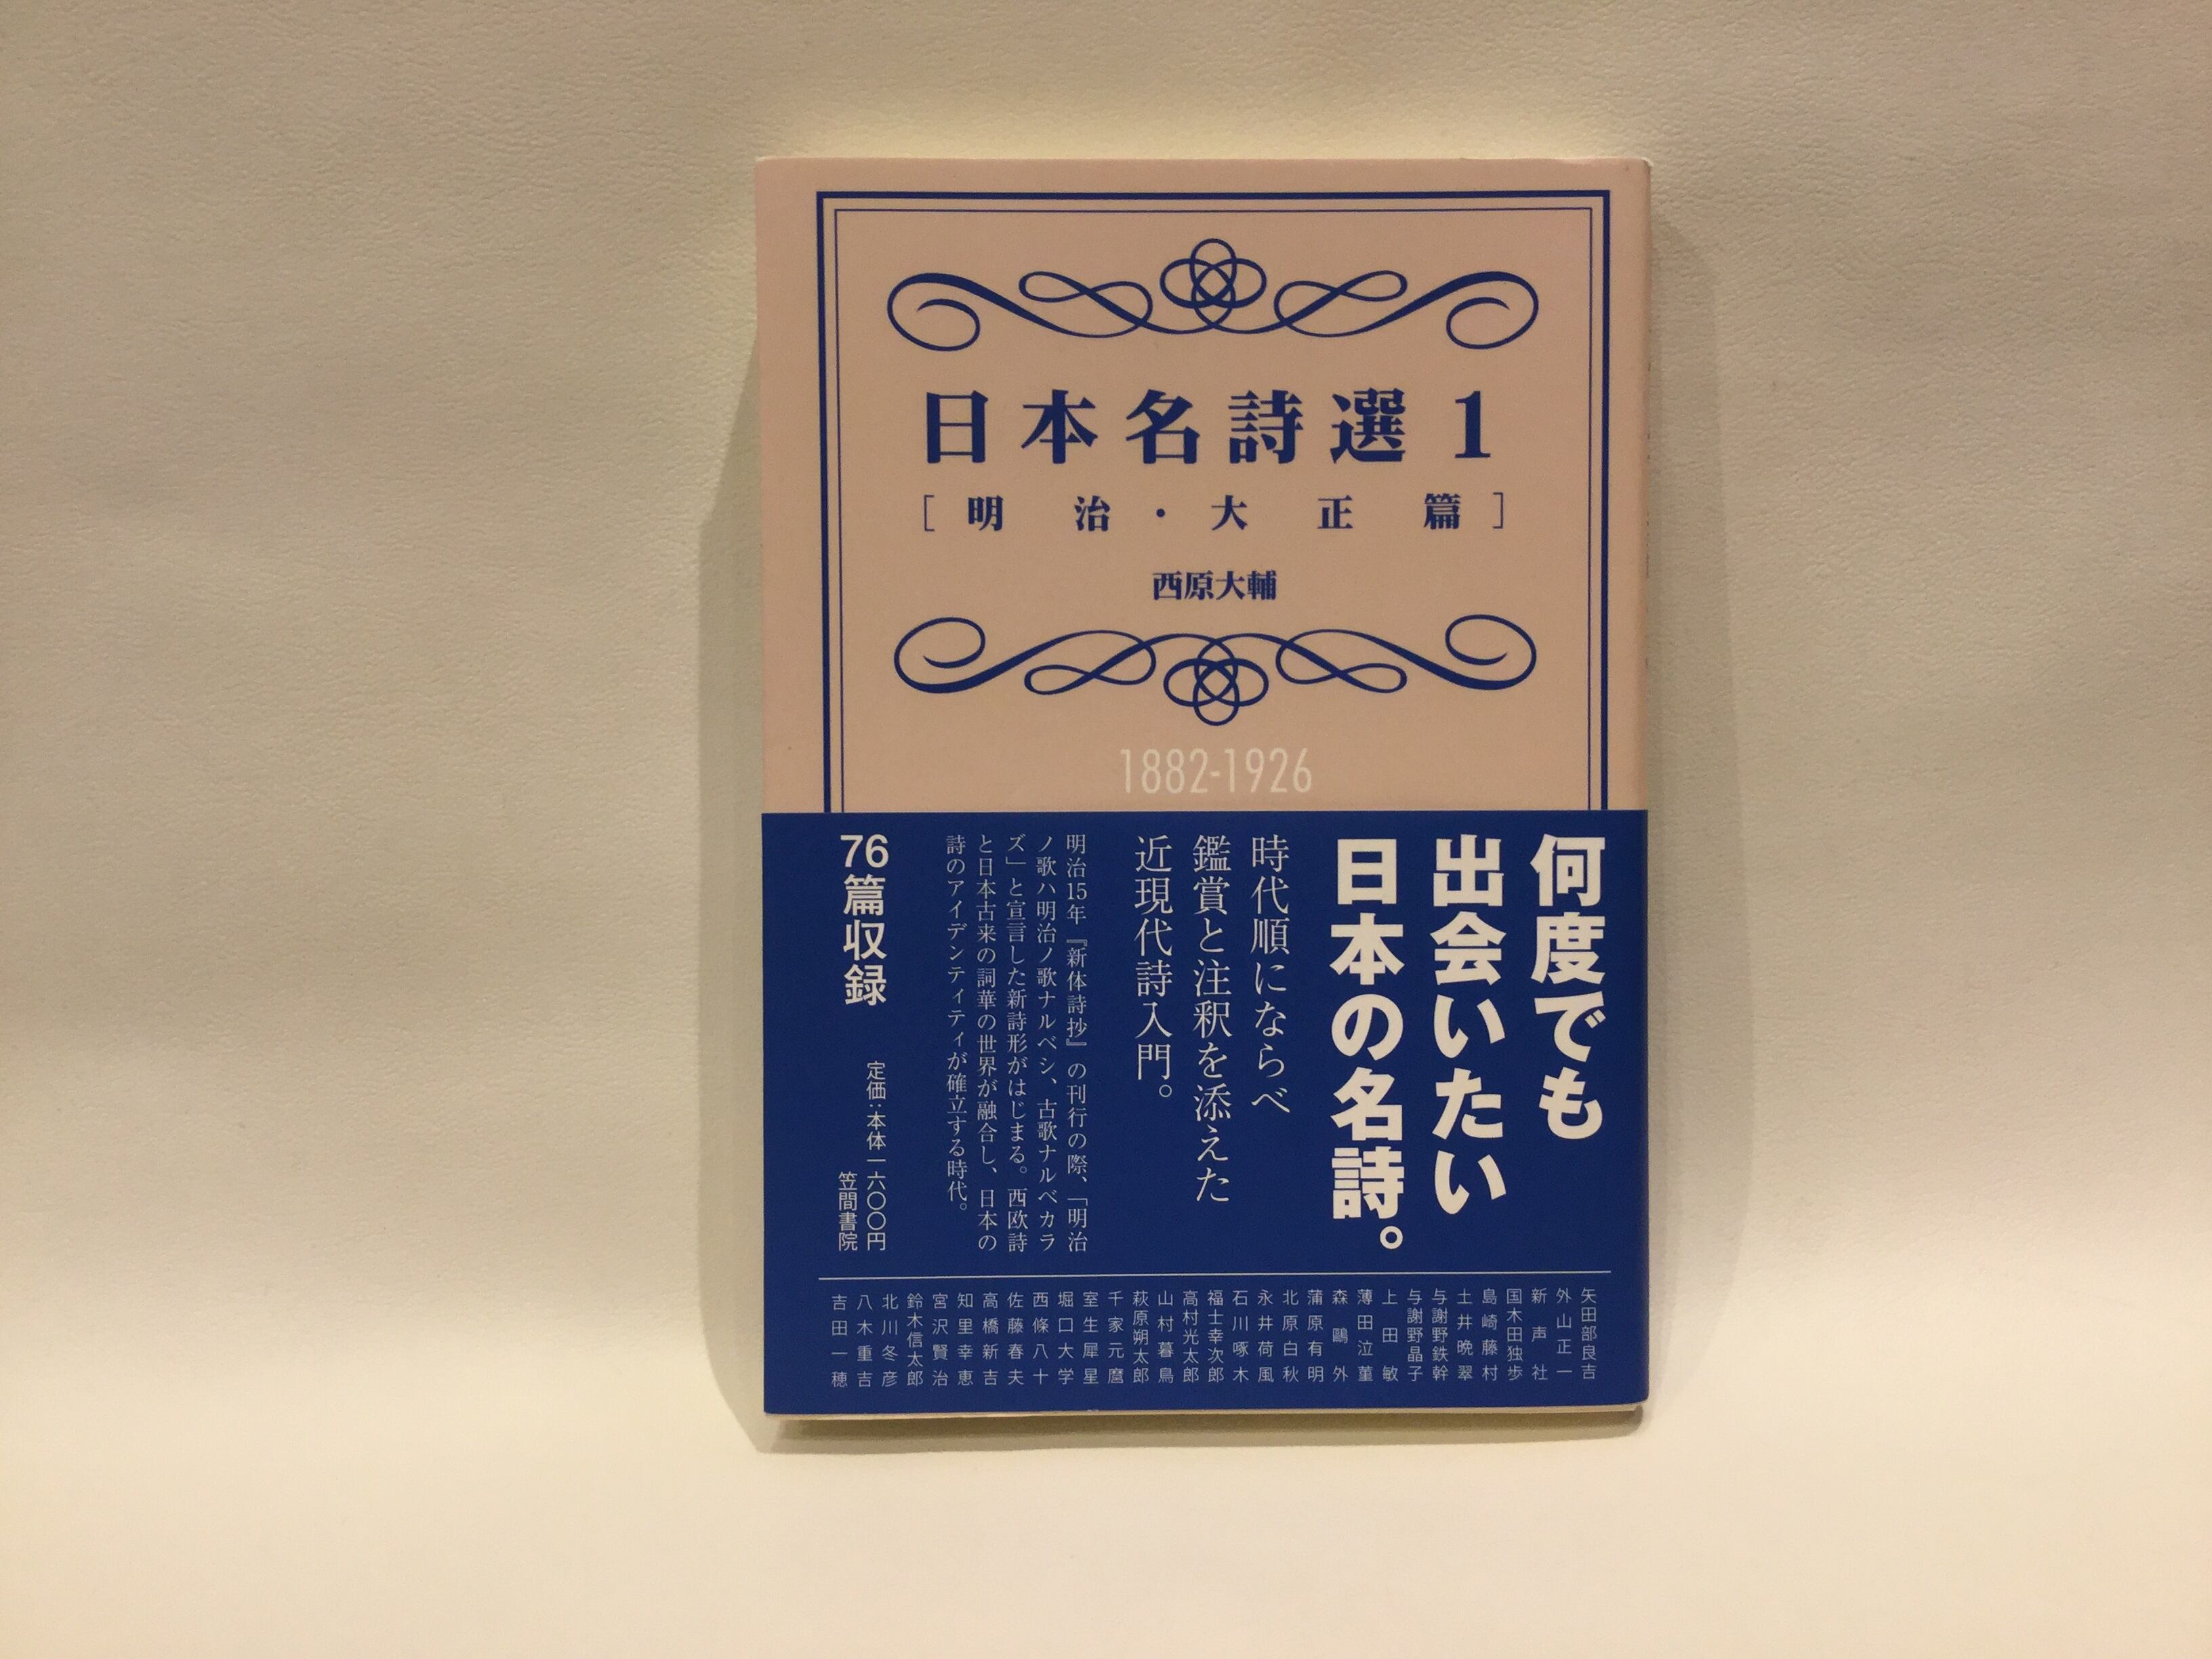 日本名詩選1
［明治・大正篇］
西原大輔
1882-1926
何度でも
出会いたい
日本の名詩。
時代順にならべ
鑑賞と注釈を添えた
近現代詩入門。
明治15年『新体詩抄』の刊行の際、「明治
ノ歌ハ明治ノ歌ナルベシ、古歌ナルベカラ
ズ」と宣言した新詩形がはじまる。西欧詩
と日本古来の詞華の世界が融合し、日本の
詩のアイデンティティが確立する時代。
76篇収録
定価:本体一六〇〇円
笠間書院
矢田部良吉
外山正一
新声社
国木田独歩
島崎藤村
土井晩翠
与謝野鉄幹
与謝野晶子
上田敏
薄田泣菫
森鷗外
蒲原有明
北原白秋
永井荷風
石川啄木
福士幸次郎
高村光太郎
山村暮鳥
萩原朔太郎
千家元麿
室生犀星
堀口大学
西條八十
佐藤春夫
高橋新吉
知里幸恵
宮沢賢治
鈴木信太郎
北川冬彦
八木重吉
吉田一穂